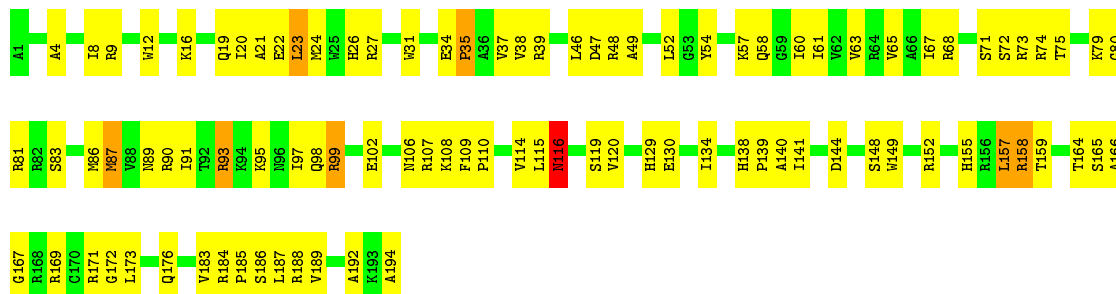 A1 A4 I8 R9 W12 K16 Q19 I20 A21 E22 L23 M24 W25 H26 R27 W31 E34 P35 A36 V37 V38 R39 L46 D47 R48 A49 L52 G53 Y54 K57 Q58 G59 I60 I61 V62 V63 R64 V65 A66 I67 R68 S71 S72 R73 R74 T75 K79 G80
R81 R82 S83 M86 M87 V88 N89 R90 I91 T92 R93 K94 K95 N96 I97 Q98 R99 E102 N106 R107 K108 F109 P110 V114 L115 N116 S119 V120 H129 E130 I134 H138 P139 A140 I141 D144 S148 W149 R152 H155 R156 L157 R158 T159 T164 S165 A166
G167 R168 R169 C170 R171 G172 L173 Q176 V183 R184 P185 S186 L187 R188 V189 A192 K193 A194